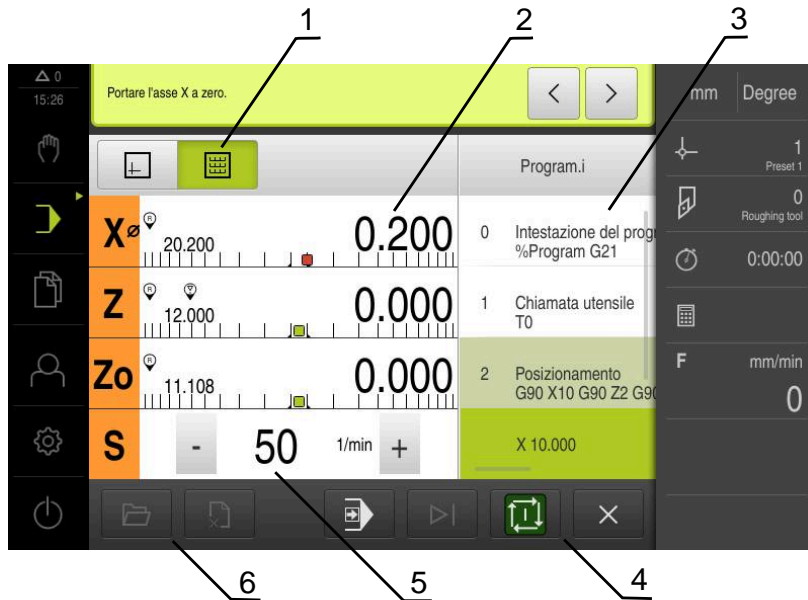 1 2 3
0
15:26
Portare l'asse X a zero.
mm Degree
1
Preset 1
Program.i
0
Roughing tool
X⌀ R 20.200 0.200
0 Intestazione del progr
%Program G21
0:00:00
Z R 12.000 0.000
1 Chiamata utensile
T0
F mm/min
0
Zo R 11.108 0.000
2 Posizionamento
G90 X10 G90 Z2 G90
S - 50 1/min +
X 10.000
6 5 4